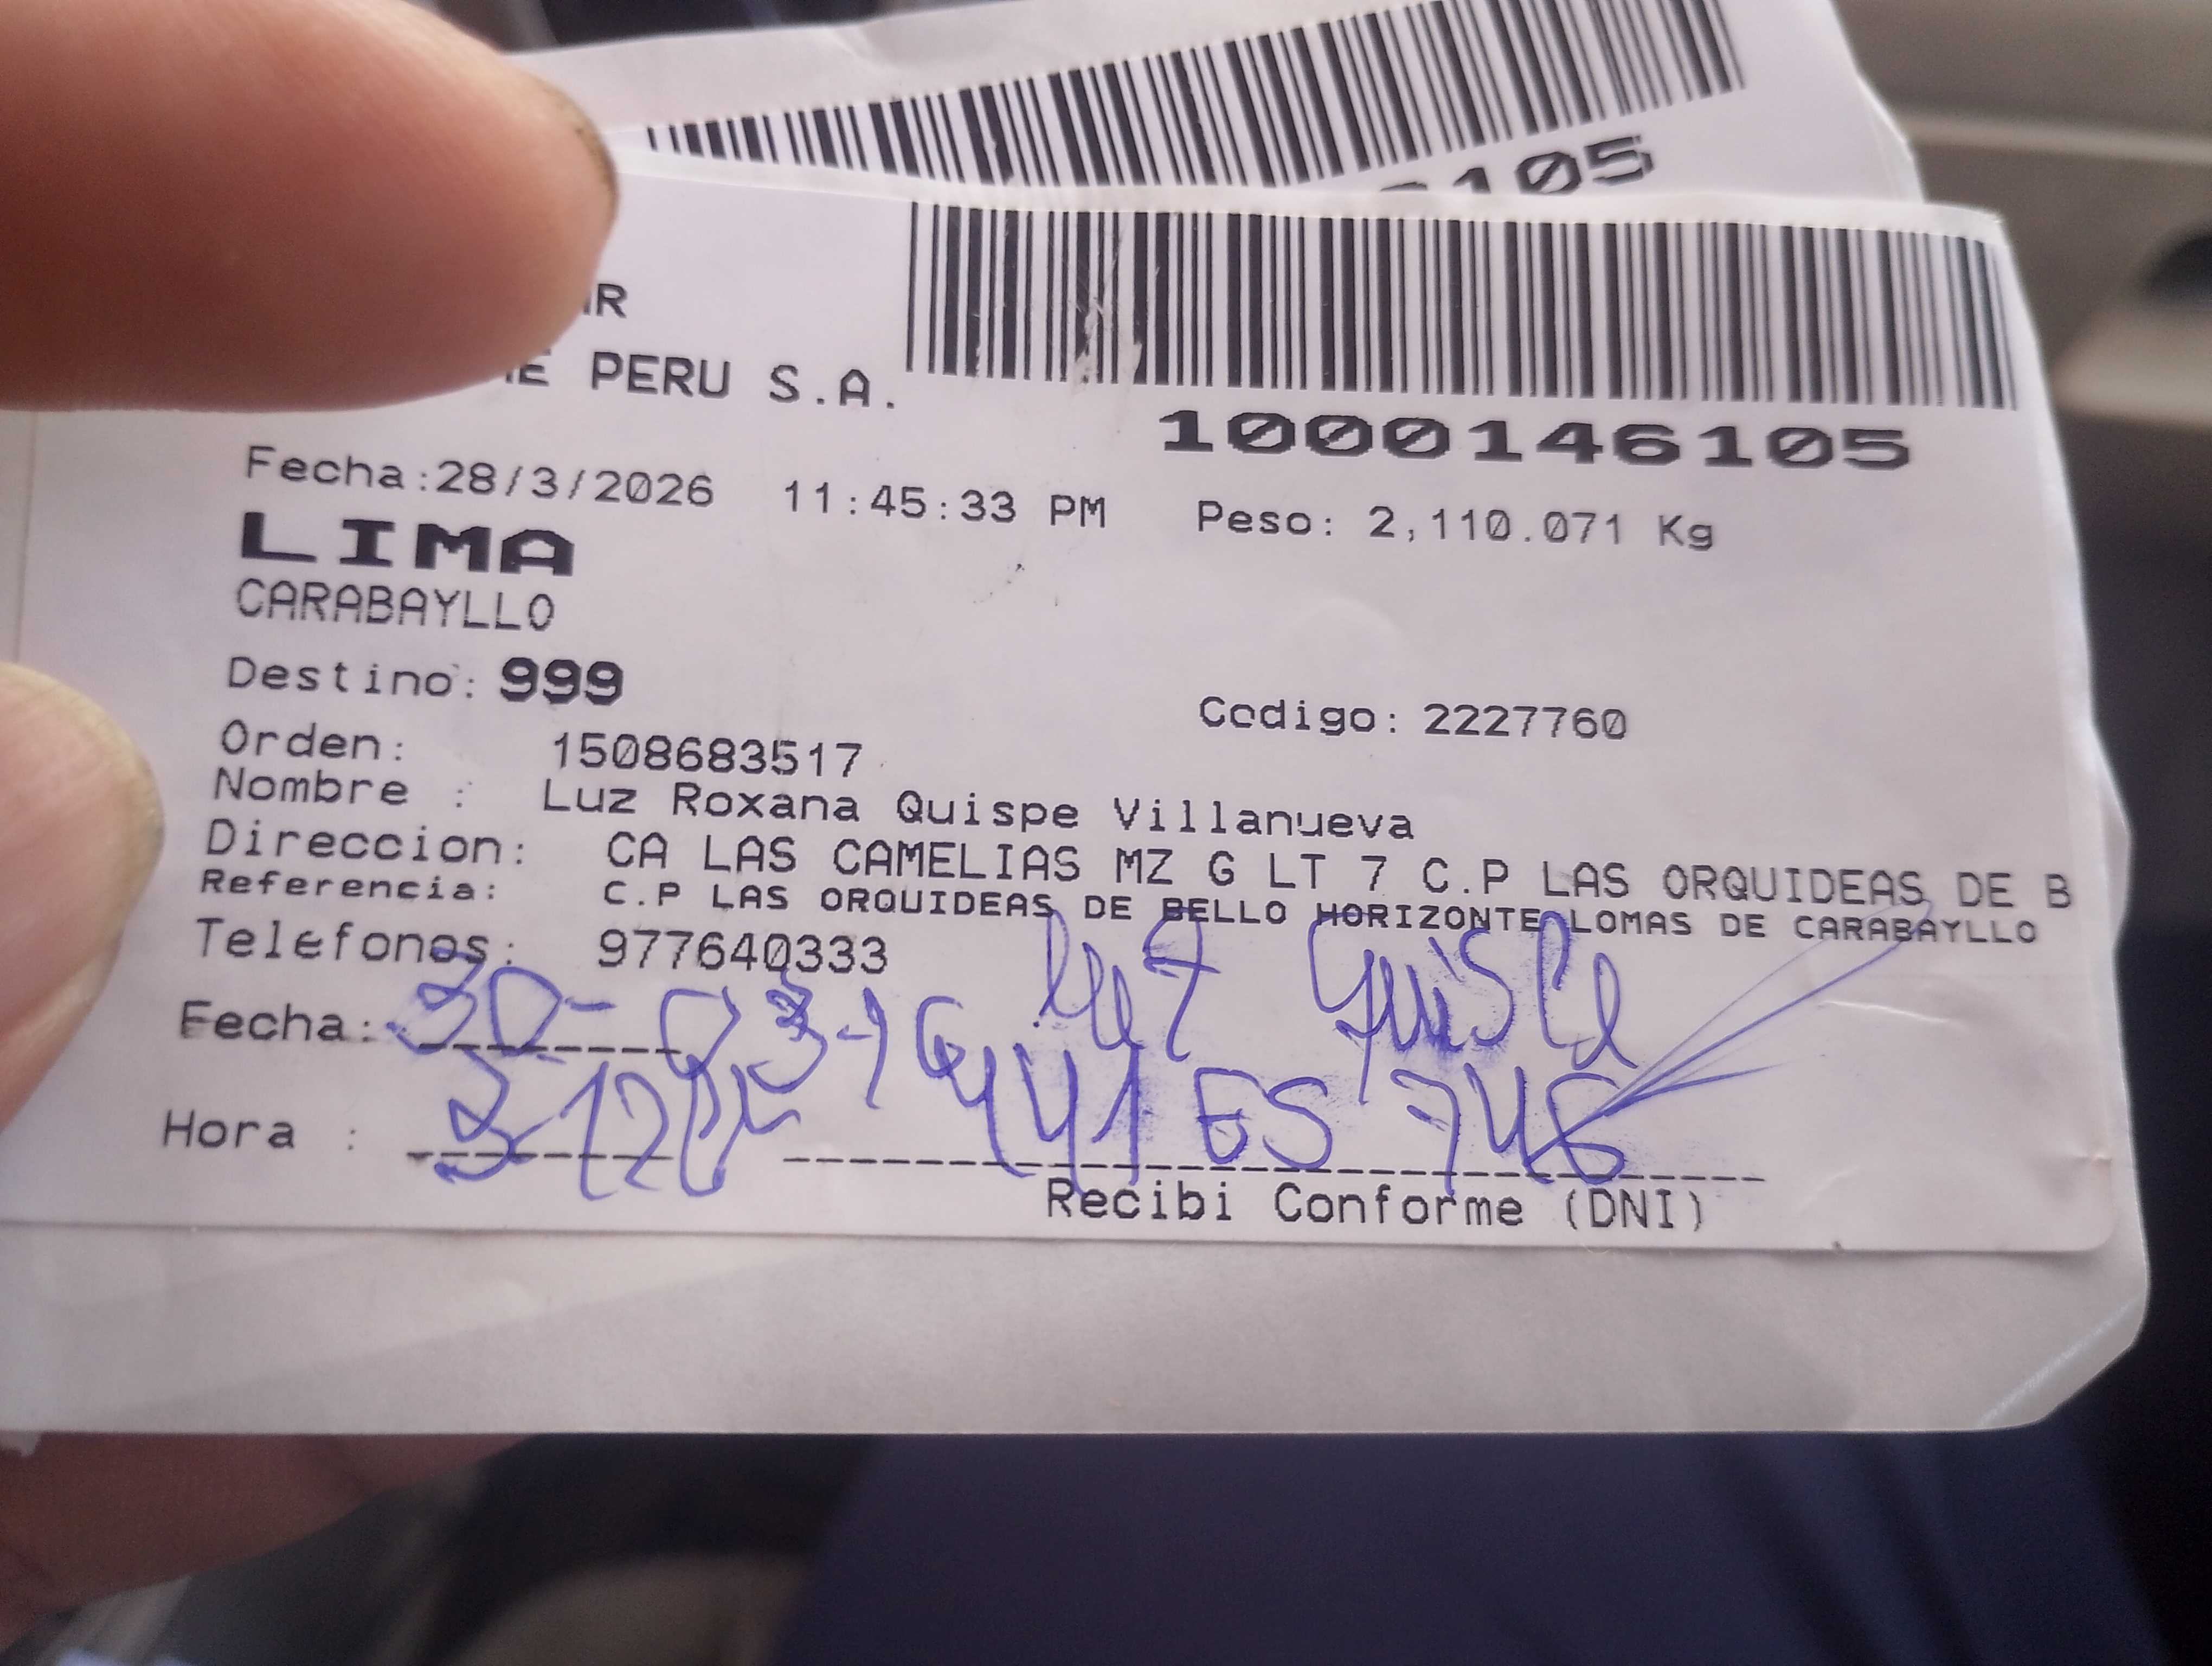 105
PERU S.A.
1000146105
Fecha:28/3/2026 11:45:33 PM Peso: 2,110.071 Kg
LIMA
CARABAYLLO
Destino: 999
Codigo: 2227760
Orden: 1508683517
Nombre : Luz Roxana Quispe Villanueva
Direccion: CA LAS CAMELIAS MZ G LT 7 C.P LAS ORQUIDEAS DE B
Referencia: C.P LAS ORQUIDEAS DE BELLO HORIZONTE LOMAS DE CARABAYLLO
Telefonos: 977640333
Fecha: 30-03-
Hora :
Recibi Conforme (DNI)